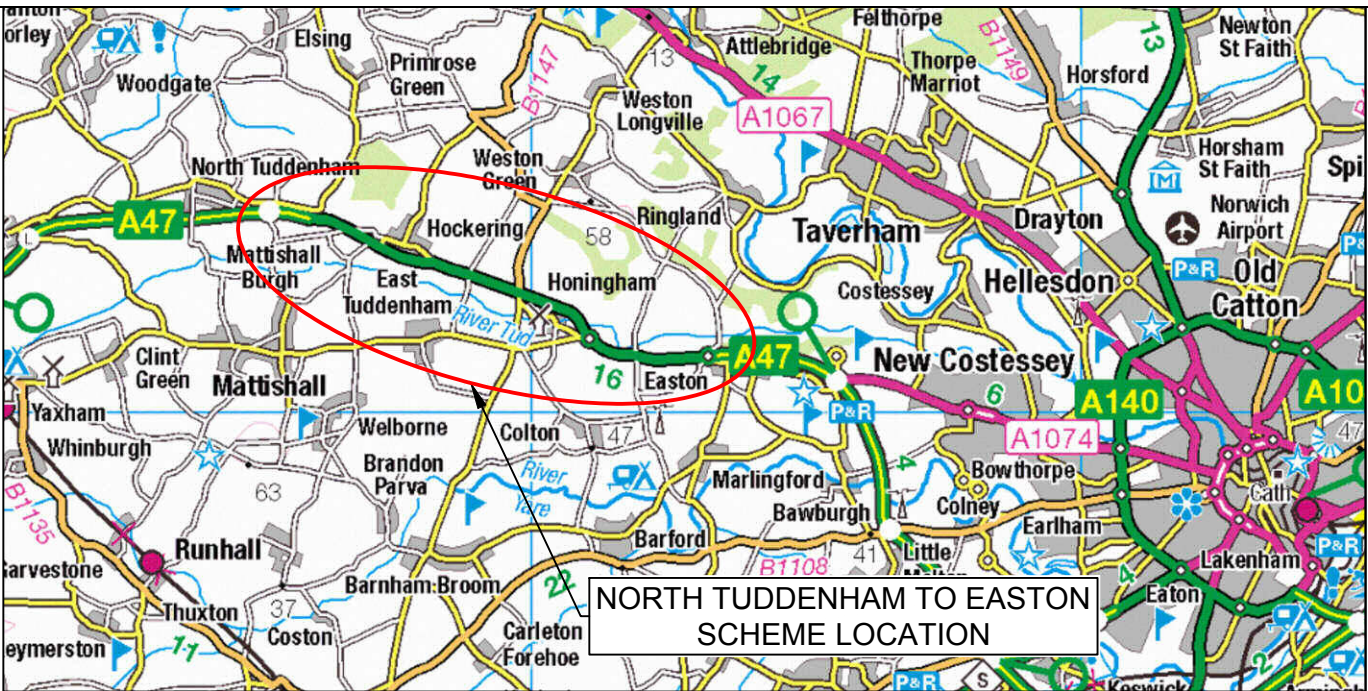 anton
orley
Elsing
Woodgate
Primrose
Green
B1147
13
Attlebridge
14
Felthorpe
Thorpe
Marriot
B1149
Horsford
13
Newton
St Faith
Weston
Longville
A1067
Horsham
St Faith
Spi
North Tuddenham
Weston
Green
Ringland
58
Taverham
Drayton
Norwich
Airport
P&R
A47
Hockering
Mattishall
Burgh
East
Tuddenham
Honingham
Costessey
Hellesdon
P&R
Old
Catton
River Tud
L
Clint
Green
Mattishall
16
Easton
A47
New Costessey
6
A140
A10
P&R
Yaxham
Whinburgh
Welborne
Colton
47
A1074
47
Brandon
Parva
River
Yare
Marlingford
4
Bowthorpe
Cath
B1135
63
Bawburgh
Colney
Earlham
Runhall
Barford
41
Little
Lakenham
P&R
Garvestone
Barnham Broom
22
B1108
4
Eaton
NORTH TUDDENHAM TO EASTON
SCHEME LOCATION
Thuxton
37
Coston
Carleton
Forehoe
eymerston
11
2
P&R
S
Keswick